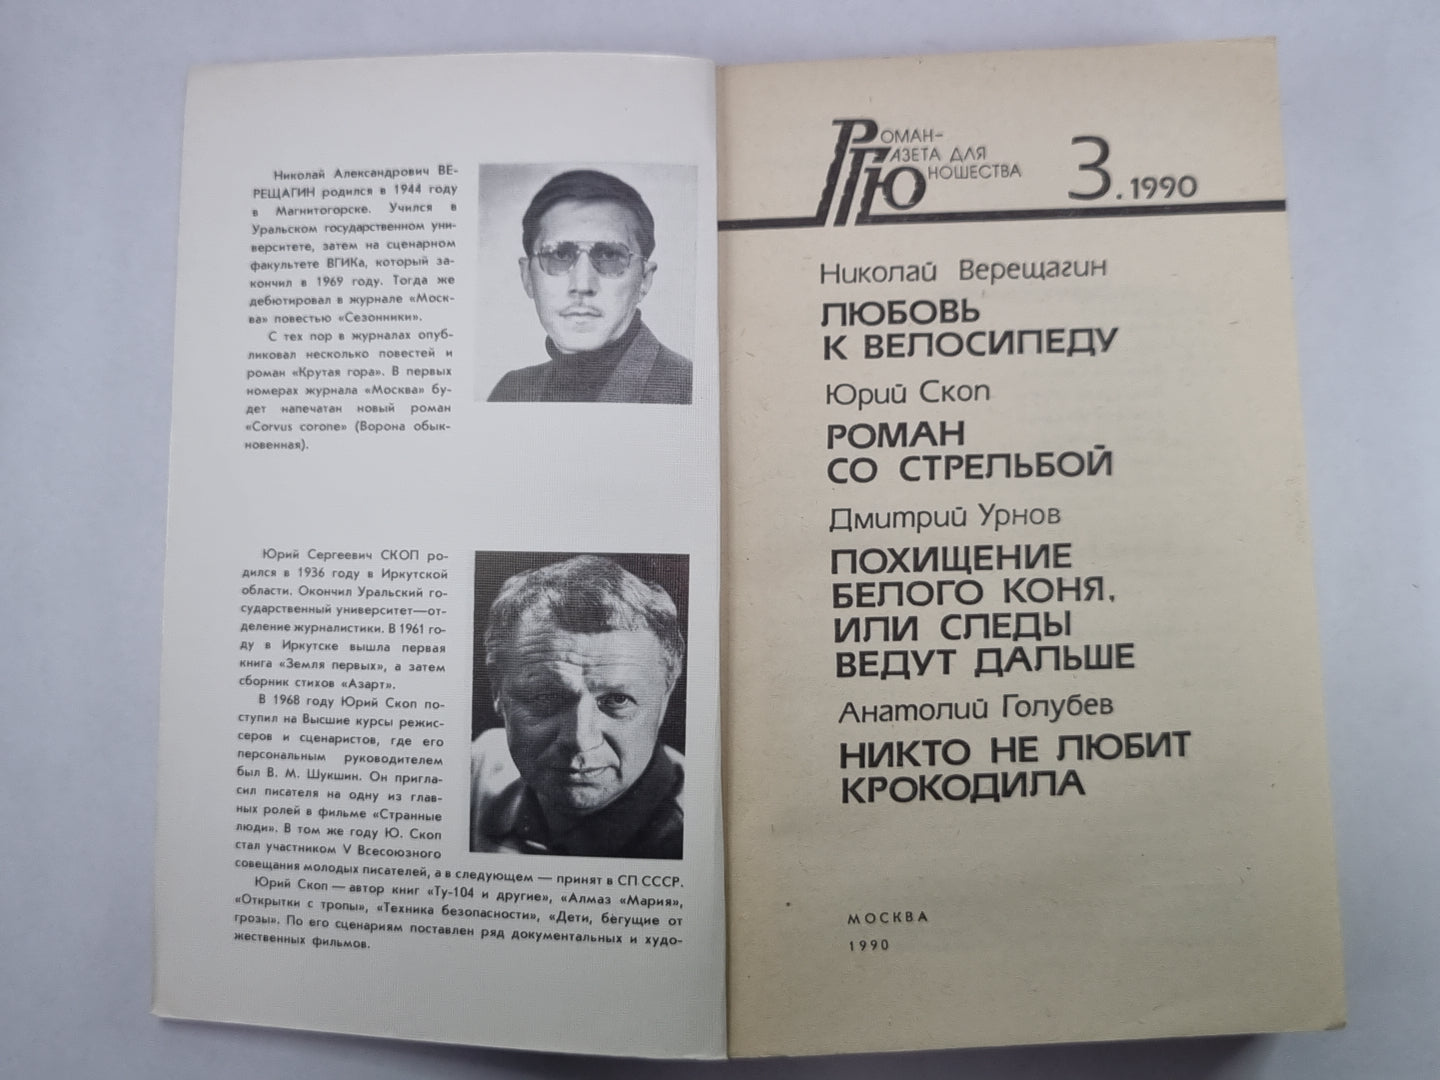 Николай Александрович ВЕ-
РЕЩАГИН родился в 1944 году
в Магнитогорске. Учился в
Уральском государственном уни-
верситете, затем на сценарном
факультете ВГИКа, который за-
кончил в 1969 году. Тогда же
дебютировал в журнале «Моск-
ва» повестью «Сезонники».
С тех пор в журналах опуб-
ликовал несколько повестей и
роман «Крутая гора». В первых
номерах журнала «Москва» бу-
дет напечатан новый роман
«Corvus corone» (Ворона обык-
новенная).
Юрий Сергеевич СКОП ро-
дился в 1936 году в Иркутской
области. Окончил Уральский го-
сударственный университет—от-
деление журналистики. В 1961 го-
ду в Иркутске вышла первая
книга «Земля первых», а затем
сборник стихов «Азарт».
В 1968 году Юрий Скоп по-
ступил на Высшие курсы режис-
серов и сценаристов, где его
персональным руководителем
был В. М. Шукшин. Он пригла-
сил писателя на одну из глав-
ных ролей в фильме «Странные
люди». В том же году Ю. Скоп
стал участником V Всесоюзного
совещания молодых писателей, а в следующем — принят в СП СССР.
Юрий Скоп — автор книг «Ту-104 и другие», «Алмаз «Мария»,
«Открытки с тропы», «Техника безопасности», «Дети, бегущие от
грозы». По его сценариям поставлен ряд документальных и худо-
жественных фильмов.
РОМАН-
ГАЗЕТА ДЛЯ
ЮНОШЕСТВА
3.1990
Николай Верещагин
ЛЮБОВЬ
К ВЕЛОСИПЕДУ
Юрий Скоп
РОМАН
СО СТРЕЛЬБОЙ
Дмитрий Урнов
ПОХИЩЕНИЕ
БЕЛОГО КОНЯ,
ИЛИ СЛЕДЫ
ВЕДУТ ДАЛЬШЕ
Анатолий Голубев
НИКТО НЕ ЛЮБИТ
КРОКОДИЛА
МОСКВА
1990